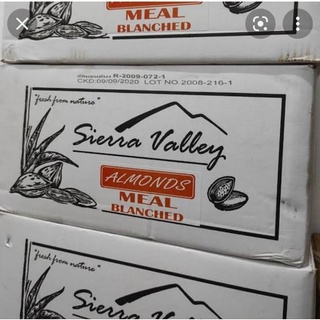 MEAL
BLANCHED
R-2009-072-1
CKD:09/09/2020 LOT NO.2008-216-1
"fresh from nature"
Sierra Valley
ALMONDS
MEAL
BLANCHED
"fresh from nature"
Sierra Valley
ALMONDS